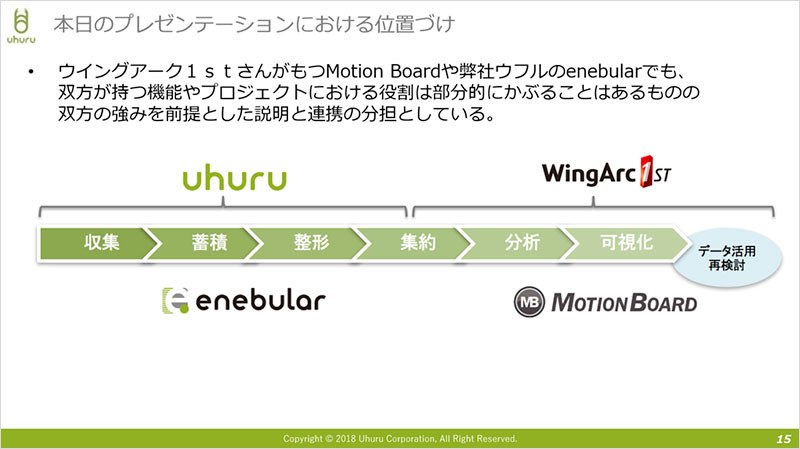 uhuru
本日のプレゼンテーションにおける位置づけ
• ウイングアーク１ｓｔさんがもつMotion Boardや弊社ウフルのenebularでも、
双方が持つ機能やプロジェクトにおける役割は部分的にかぶることはあるものの
双方の強みを前提とした説明と連携の分担としている。
uhuru
WingArc 1ST
収集 蓄積 整形 集約 分析 可視化
データ活用
再検討
e enebular
MB MOTIONBOARD
Copyright © 2018 Uhuru Corporation, All Right Reserved.
15